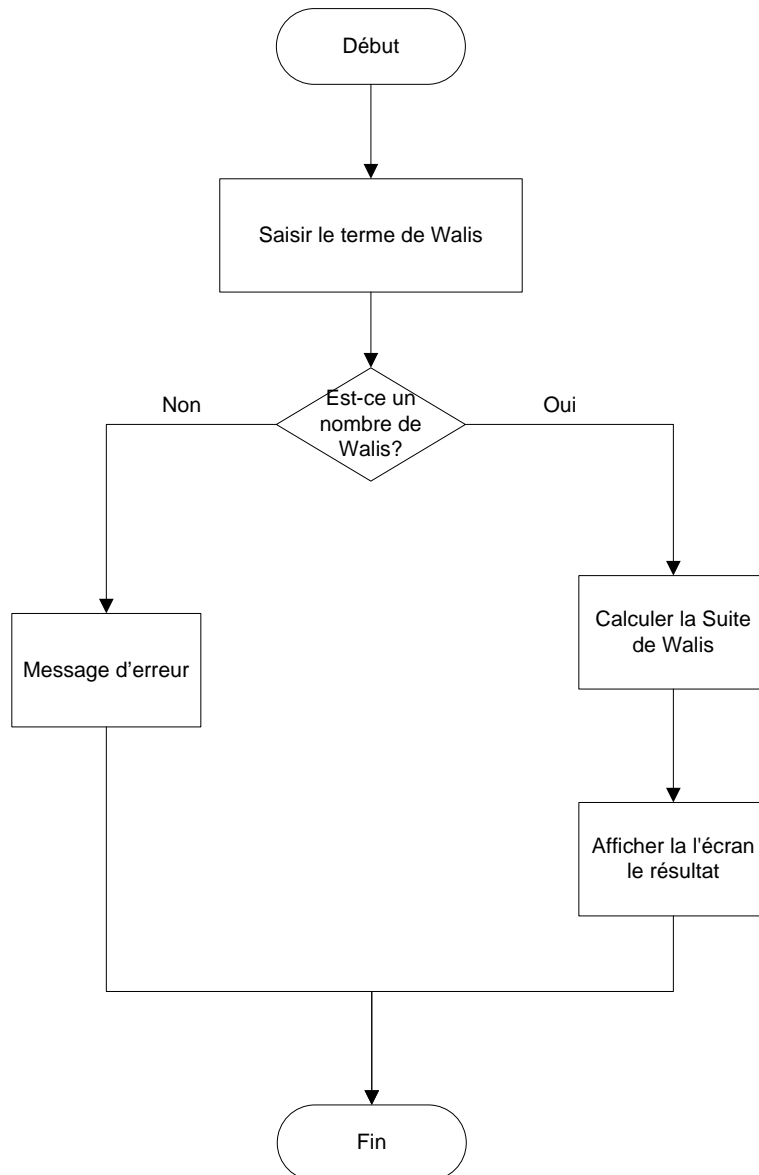 Début
Saisir le terme de Walis
Est-ce un
nombre de
Walis?
Non
Oui
Message d’erreur
Calculer la Suite
de Walis
Afficher la l'écran
le résultat
Fin